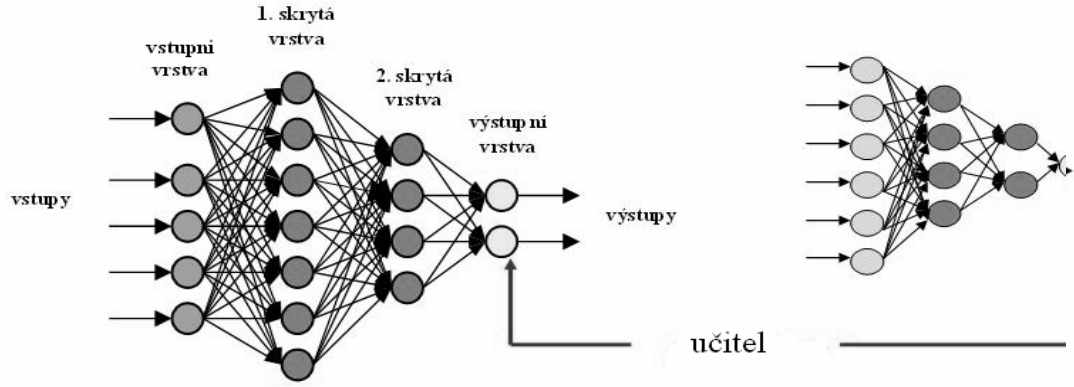 1. skrytá
vrstva
vstupní
vrstva
2. skrytá
vrstva
výstupní
vrstva
vstupy
výstupy
učitel